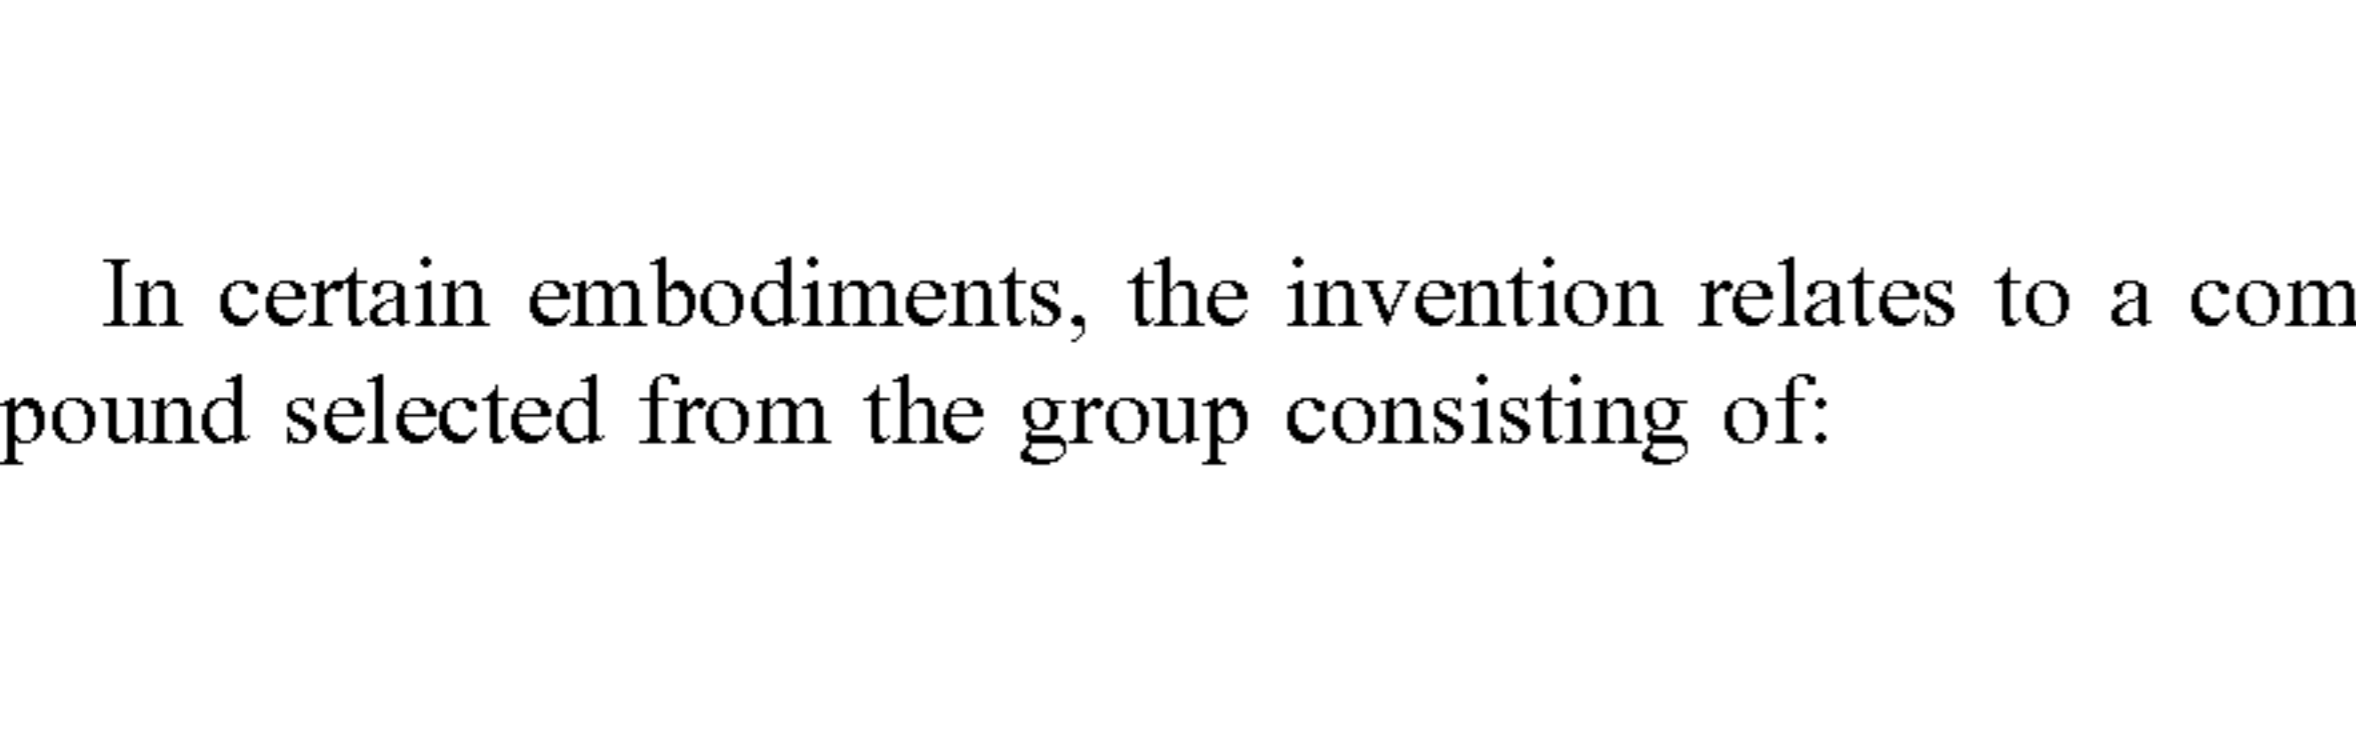 In certain embodiments, the invention relates to a com
pound selected from the group consisting of: